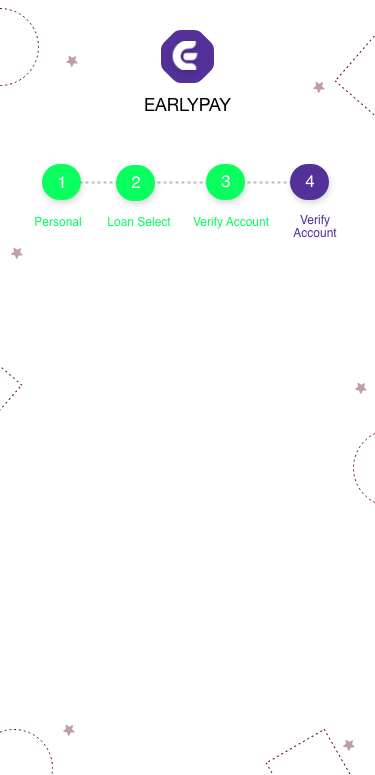 EARLYPAY
1
2
3
4
Personal
Loan Select
Verify Account
Verify
Account